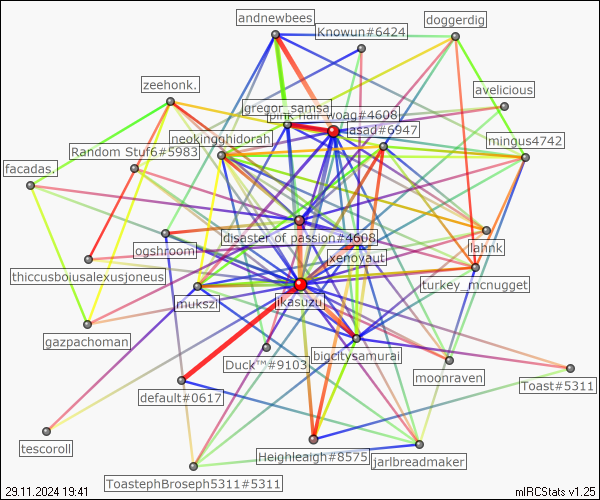 andnewbees
doggerdig
Knowun#6424
zeehonk.
avelicious
gregor_samsa
pink hair woag#4608
asad#6947
neokingghidorah
mingus4742
Random Stuf6#5983
facadas.
disaster of passion#4608
lahnk
ogshroom
xenoyaut
thiccusboiusalexusjoneus
turkey_mcnugget
mukszi
ikasuzu
gazpachoman
bigcitysamurai
Duck™#9103
moonraven
Toast#5311
default#0617
tescoroll
Heighleaigh#8575
jarlbreadmaker
ToastephBroseph5311#5311
29.11.2024 19:41
mIRCStats v1.25